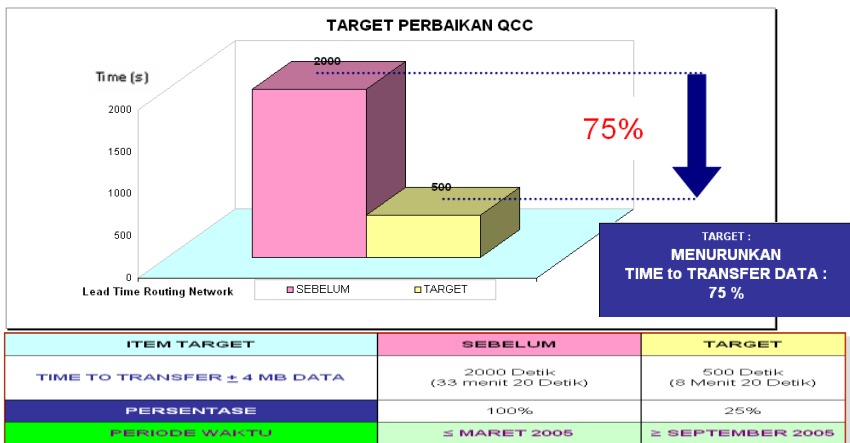 TARGET PERBAIKAN QCC
Time (s)
2000
2000
1500
1000
500
0
500
75%
Lead Time Routing Network
SEBELUM
TARGET
TARGET :
MENURUNKAN
TIME to TRANSFER DATA :
75 %
ITEM TARGET SEBELUM TARGET
TIME TO TRANSFER ± 4 MB DATA
2000 Detik
(33 menit 20 Detik)
500 Detik
(8 Menit 20 Detik)
PERSENTASE 100% 25%
PERIODE WAKTU ≤ MARET 2005 ≥ SEPTEMBER 2005